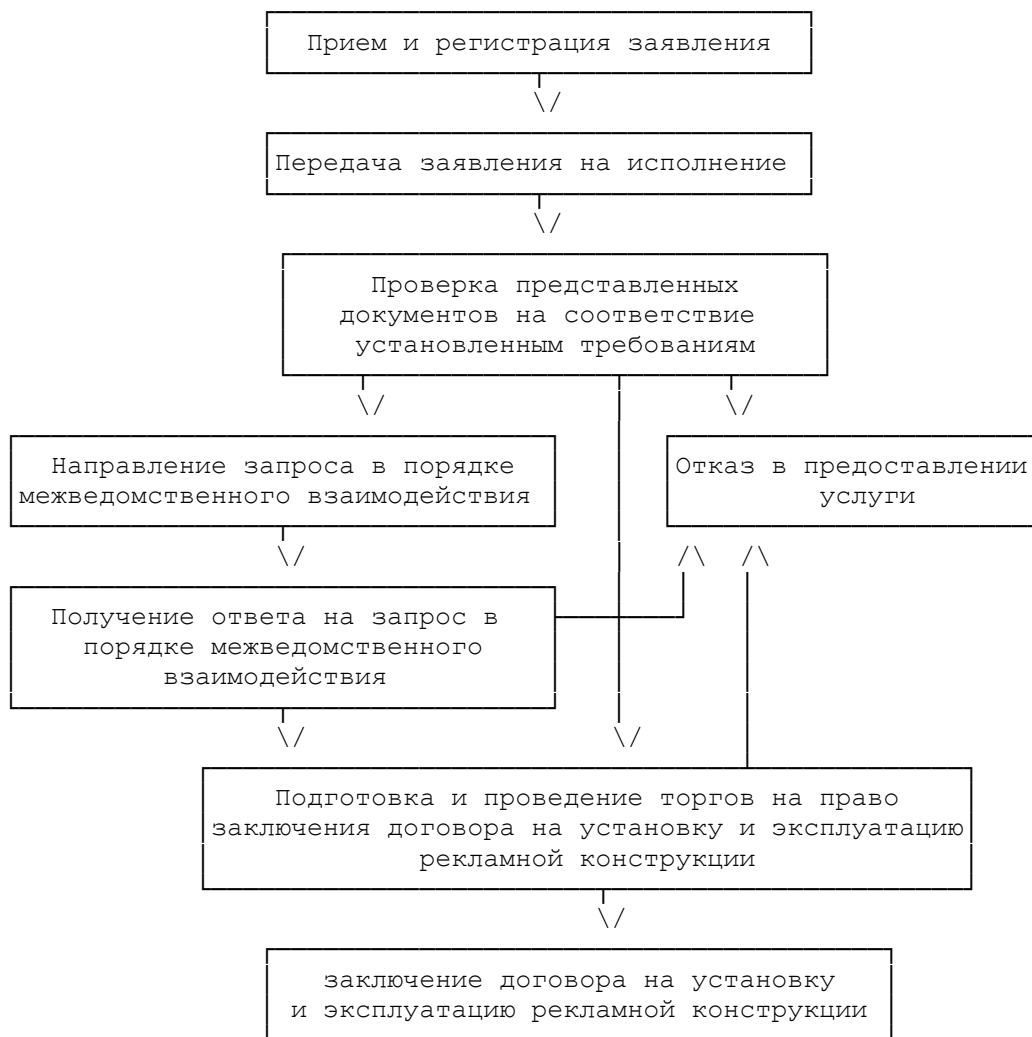 Прием и регистрация заявления
Передача заявления на исполнение
Проверка представленных
документов на соответствие
установленным требованиям
Направление запроса в порядке
межведомственного взаимодействия
Отказ в предоставлении
услуги
Получение ответа на запрос в
порядке межведомственного
взаимодействия
Подготовка и проведение торгов на право
заключения договора на установку и эксплуатацию
рекламной конструкции
заключение договора на установку
и эксплуатацию рекламной конструкции